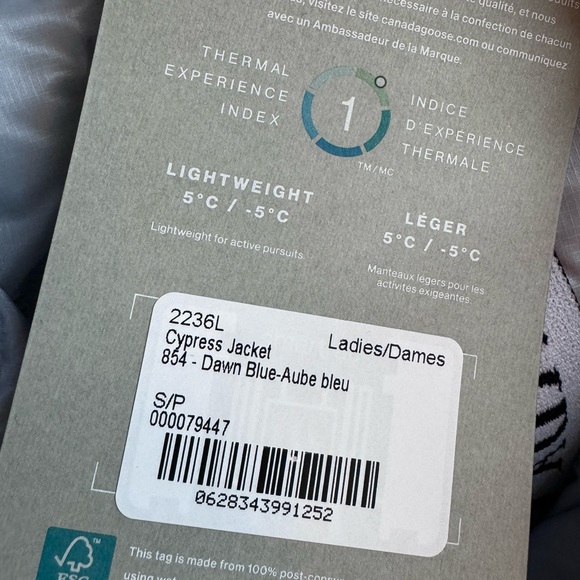 qualité, et nous
nécessaire à la confection de chacun
visitez le site canadagoose.com ou communiquez
avec un Ambassadeur de la Marque.
THERMAL
EXPERIENCE
INDEX
1
TM/MC
INDICE
D'EXPÉRIENCE
THERMALE
LIGHTWEIGHT
5°C / -5°C
Lightweight for active pursuits.
LÉGER
5°C / -5°C
Manteaux légers pour les
activités exigeantes.
2236L
Ladies/Dames
Cypress Jacket
854 - Dawn Blue-Aube bleu
S/P
000079447
0628343991252
FSC
TM
This tag is made from 100% post-consu